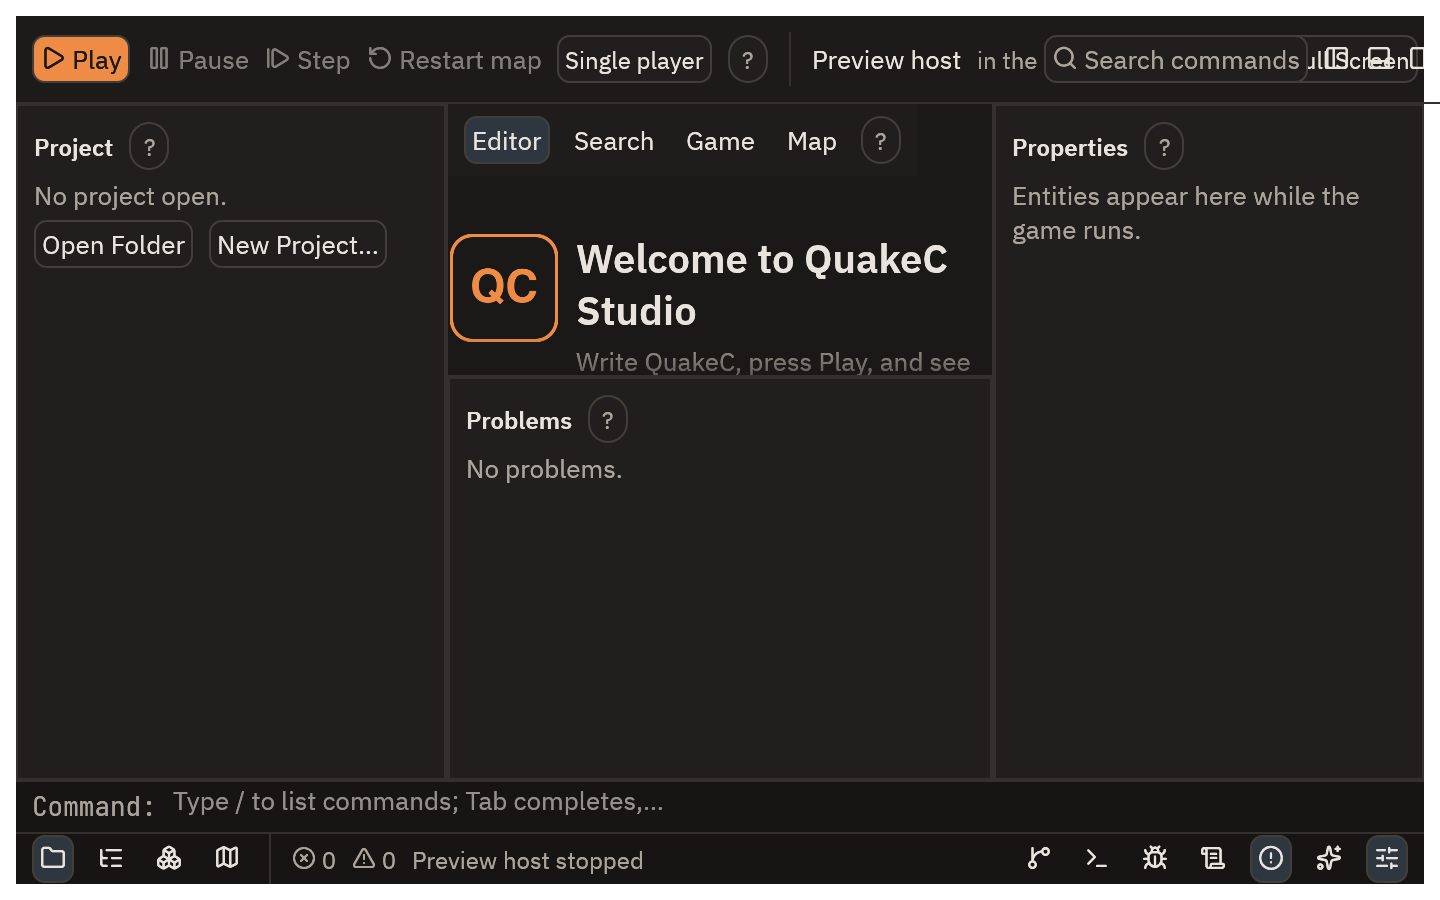 Play Pause Step Restart map Single player ? Preview host in the Search commands ull Screen
Project ?
No project open.
Open Folder New Project...
Editor Search Game Map ?
QC
Welcome to QuakeC
Studio
Write QuakeC, press Play, and see
Problems ?
No problems.
Properties ?
Entities appear here while the
game runs.
Command: Type / to list commands; Tab completes,...
0 0 Preview host stopped